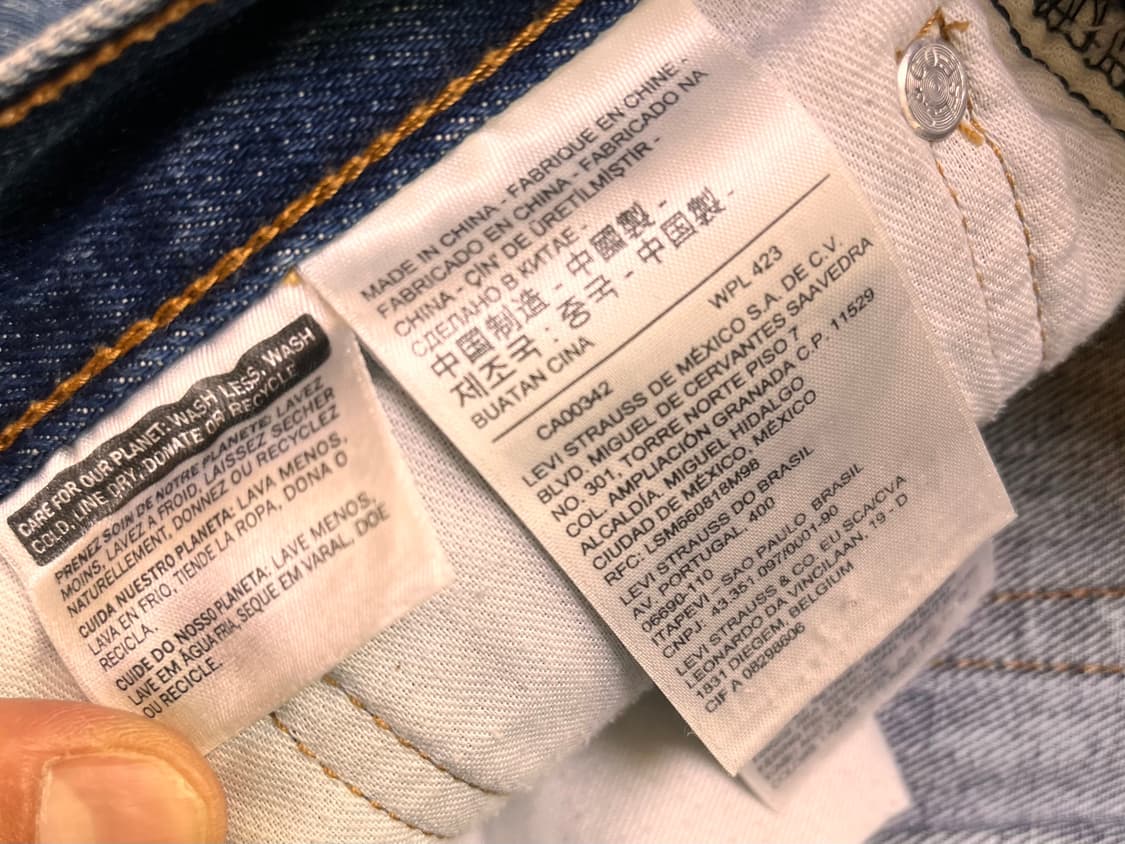 CARE FOR OUR PLANET: WASH LESS, WASH
COLD, LINE DRY, DONATE OR RECYCLE
PRENEZ SOIN DE NOTRE PLANETE: LAVEZ
MOINS, LAVEZ A FROID, LAISSEZ SECHER
NATURELLEMENT, DONNEZ OU RECYCLEZ
CUIDA NUESTRO PLANETA: LAVA MENOS,
LAVA EN FRIO, TIENDE LA ROPA, DONA O
RECICLA.
CUIDE DO NOSSO PLANETA: LAVE MENOS,
LAVE EM AGUA FRIA, SEQUE EM VARAL, DOE
OU RECICLE.
MADE IN CHINA - FABRIQUE EN CHINE -
FABRICADO EN CHINA - FABRICADO NA
CHINA - ÇIN' DE ÜRETİLMİŞTİR -
СДЕЛАНО В КИТАЕ - 中國製 -
中国制造 - 中国製 -
제조국 : 중국
BUATAN CINA
CA00342 WPL 423
LEVI STRAUSS DE MÉXICO S.A. DE C.V.
BLVD. MIGUEL DE CERVANTES SAAVEDRA
NO. 301, TORRE NORTE PISO 7
COL. AMPLIACIÓN GRANADA C.P. 11529
ALCALDÍA. MIGUEL HIDALGO
CIUDAD DE MÉXICO, MÉXICO
RFC: LSM660818M98
LEVI STRAUSS DO BRASIL
AV. PORTUGAL, 400
06690-110
ITAPEVI - SAO PAULO BRASIL
CNPJ : 43.351 097/0001-90
LEVI STRAUSS & CO. EU SCA/CVA
LEONARDO DA VINCILAAN, 19 - D
1831 DIEGEM, BELGIUM
CIF A 08298606